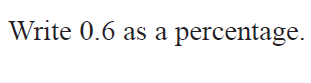 Write 0.6 as a percentage.